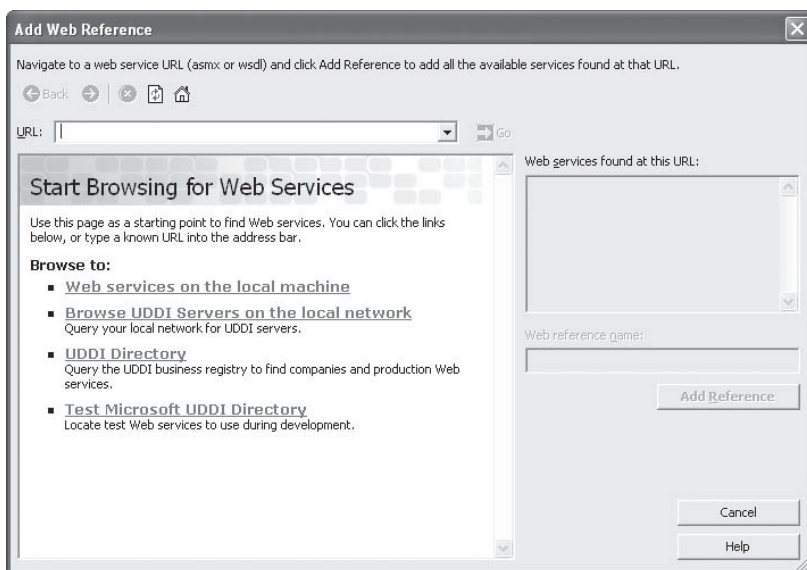 Add Web Reference
Navigate to a web service URL (asmx or wsdl) and click Add Reference to add all the available services found at that URL.
Back
URL:
Go
Start Browsing for Web Services
Use this page as a starting point to find Web services. You can click the links
below, or type a known URL into the address bar.
Browse to:
Web services on the local machine
Browse UDDI Servers on the local network
Query your local network for UDDI servers.
UDDI Directory
Query the UDDI business registry to find companies and production Web
services.
Test Microsoft UDDI Directory
Locate test Web services to use during development.
Web services found at this URL:
Web reference name:
Add Reference
Cancel
Help